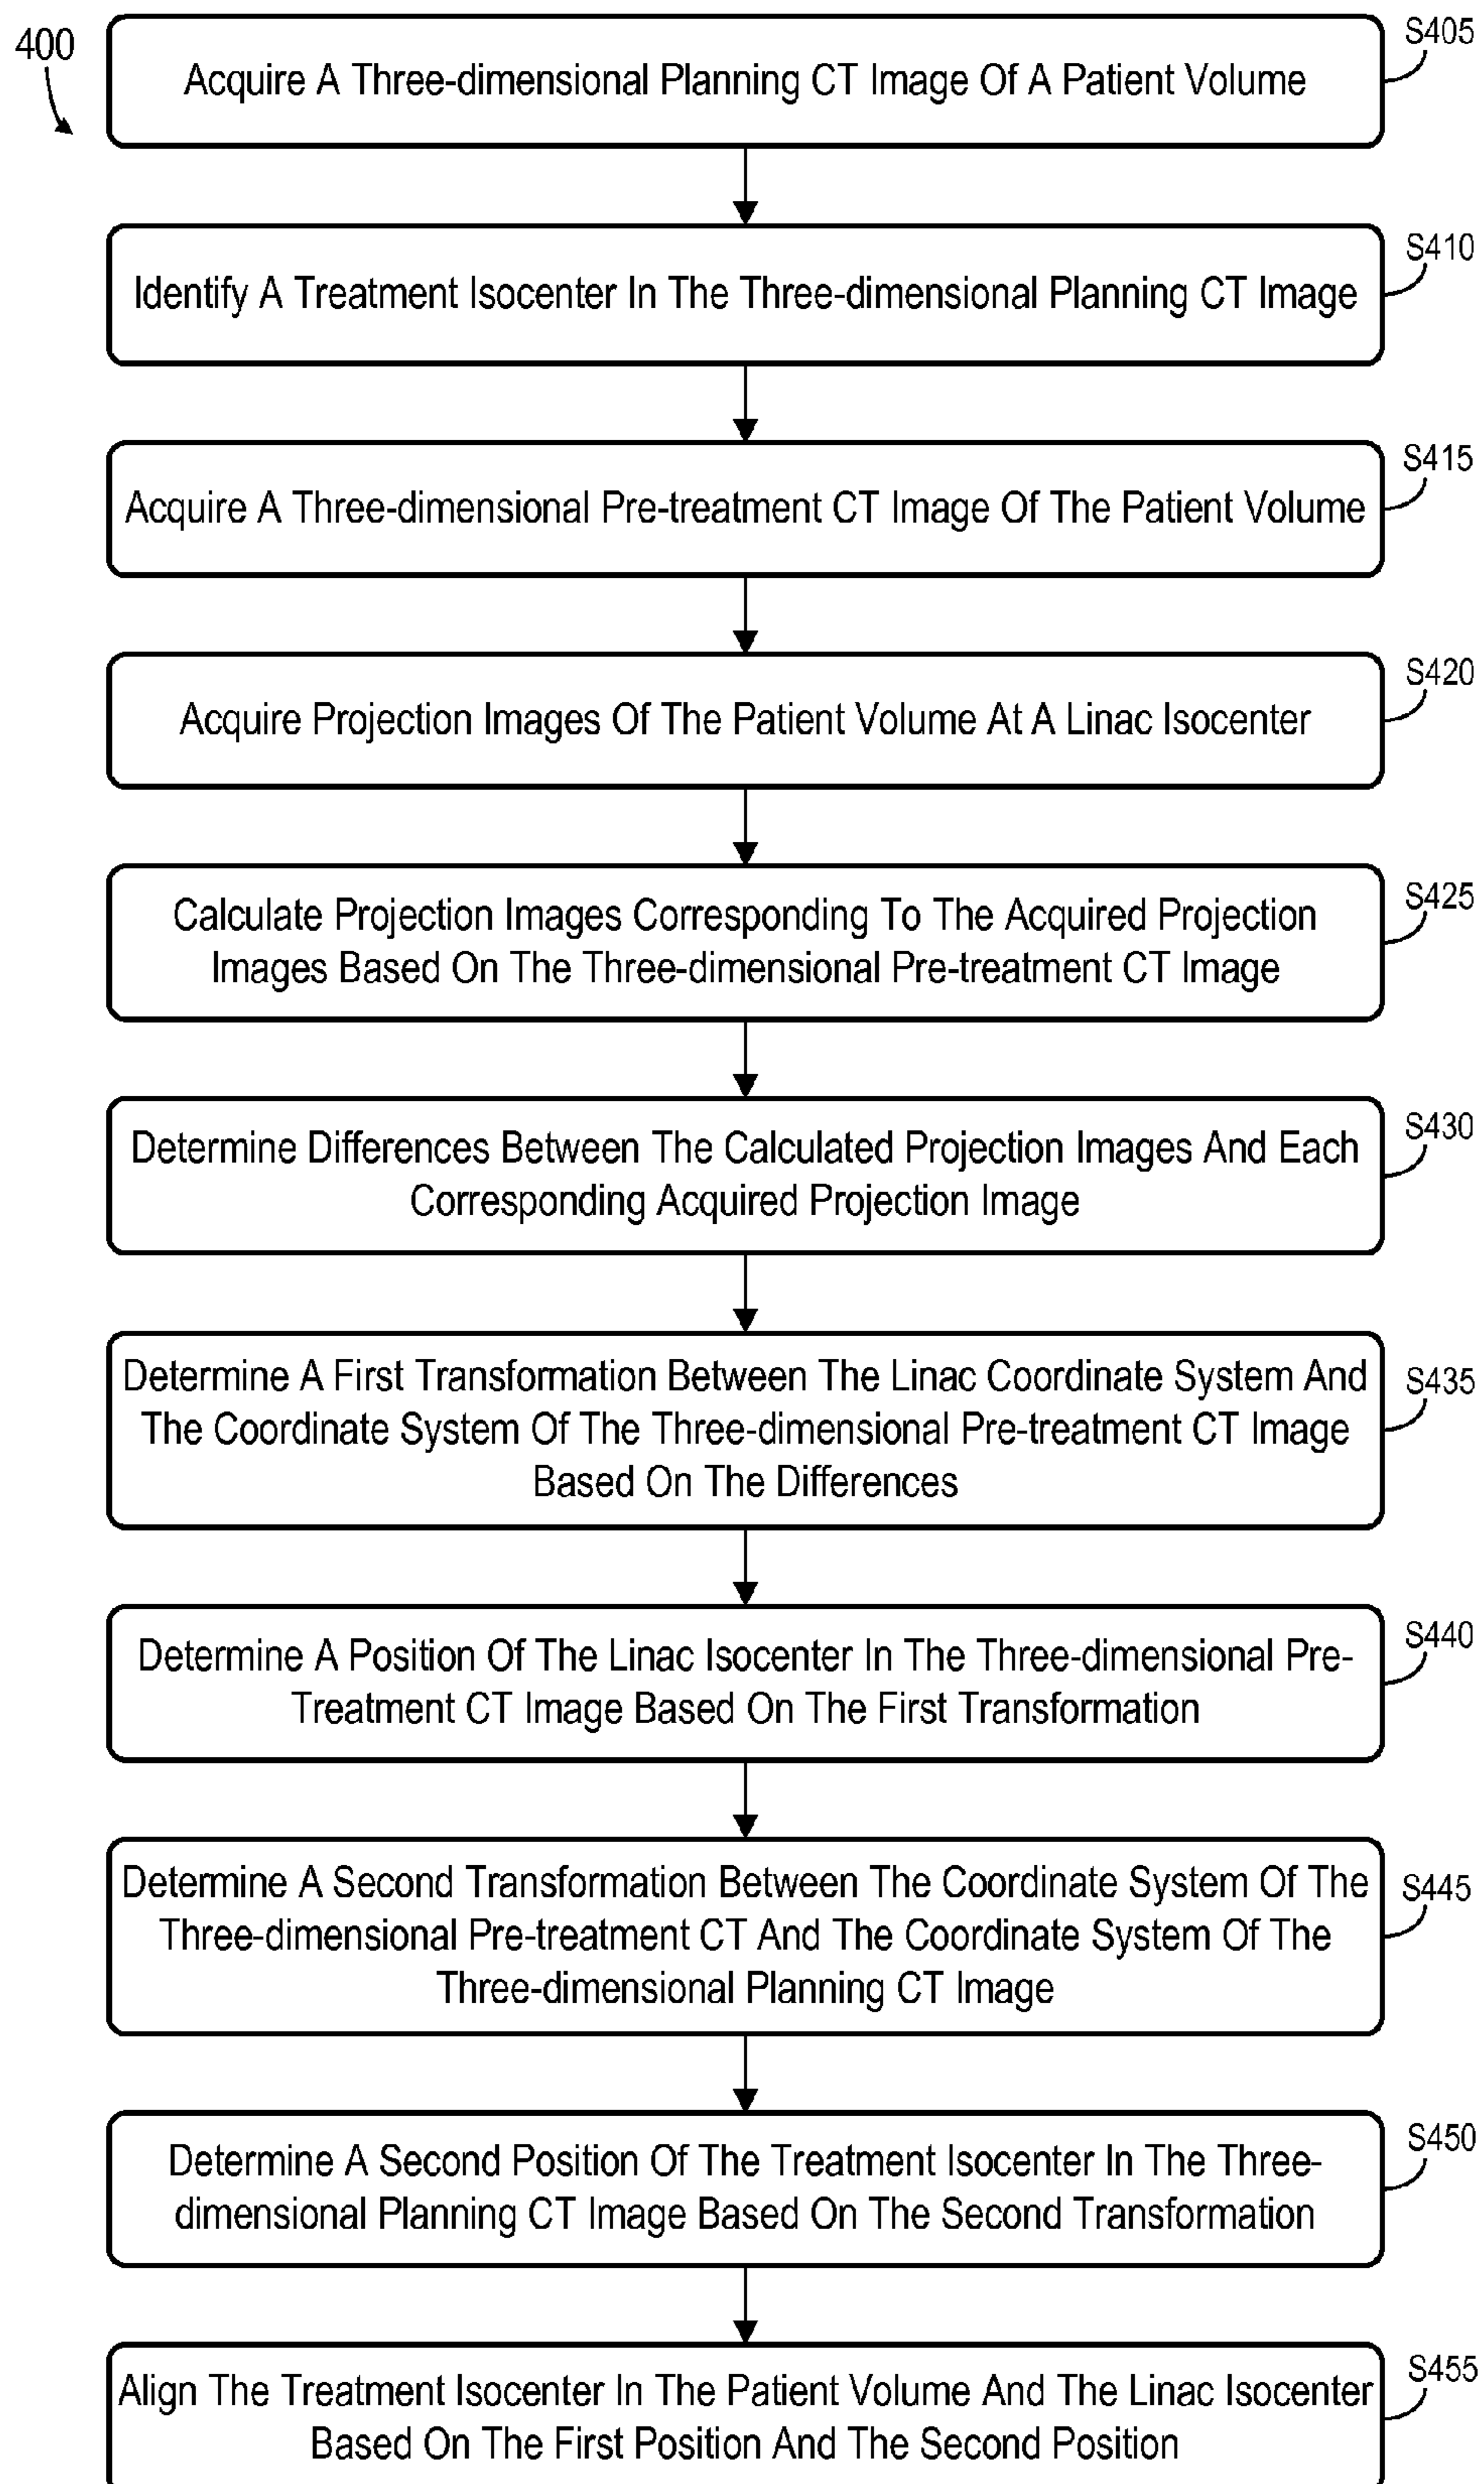 400
S405
Acquire A Three-dimensional Planning CT Image Of A Patient Volume
S410
Identify A Treatment Isocenter In The Three-dimensional Planning CT Image
S415
Acquire A Three-dimensional Pre-treatment CT Image Of The Patient Volume
S420
Acquire Projection Images Of The Patient Volume At A Linac Isocenter
S425
Calculate Projection Images Corresponding To The Acquired Projection
Images Based On The Three-dimensional Pre-treatment CT Image
S430
Determine Differences Between The Calculated Projection Images And Each
Corresponding Acquired Projection Image
S435
Determine A First Transformation Between The Linac Coordinate System And
The Coordinate System Of The Three-dimensional Pre-treatment CT Image
Based On The Differences
S440
Determine A Position Of The Linac Isocenter In The Three-dimensional Pre-
Treatment CT Image Based On The First Transformation
S445
Determine A Second Transformation Between The Coordinate System Of The
Three-dimensional Pre-treatment CT And The Coordinate System Of The
Three-dimensional Planning CT Image
S450
Determine A Second Position Of The Treatment Isocenter In The Three-
dimensional Planning CT Image Based On The Second Transformation
S455
Align The Treatment Isocenter In The Patient Volume And The Linac Isocenter
Based On The First Position And The Second Position